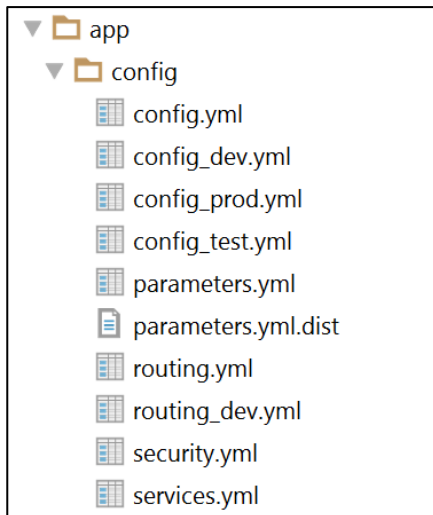 app
config
config.yml
config_dev.yml
config_prod.yml
config_test.yml
parameters.yml
parameters.yml.dist
routing.yml
routing_dev.yml
security.yml
services.yml